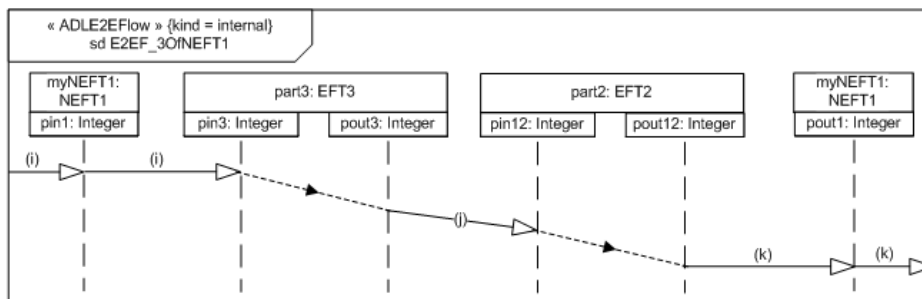 « ADLE2EFlow » {kind = internal}
sd E2EF_3OfNEFT1
myNEFT1:
NEFT1
pin1: Integer
part3: EFT3
pin3: Integer
pout3: Integer
part2: EFT2
pin12: Integer
pout12: Integer
myNEFT1:
NEFT1
pout1: Integer
(i)
(i)
(j)
(k)
(k)